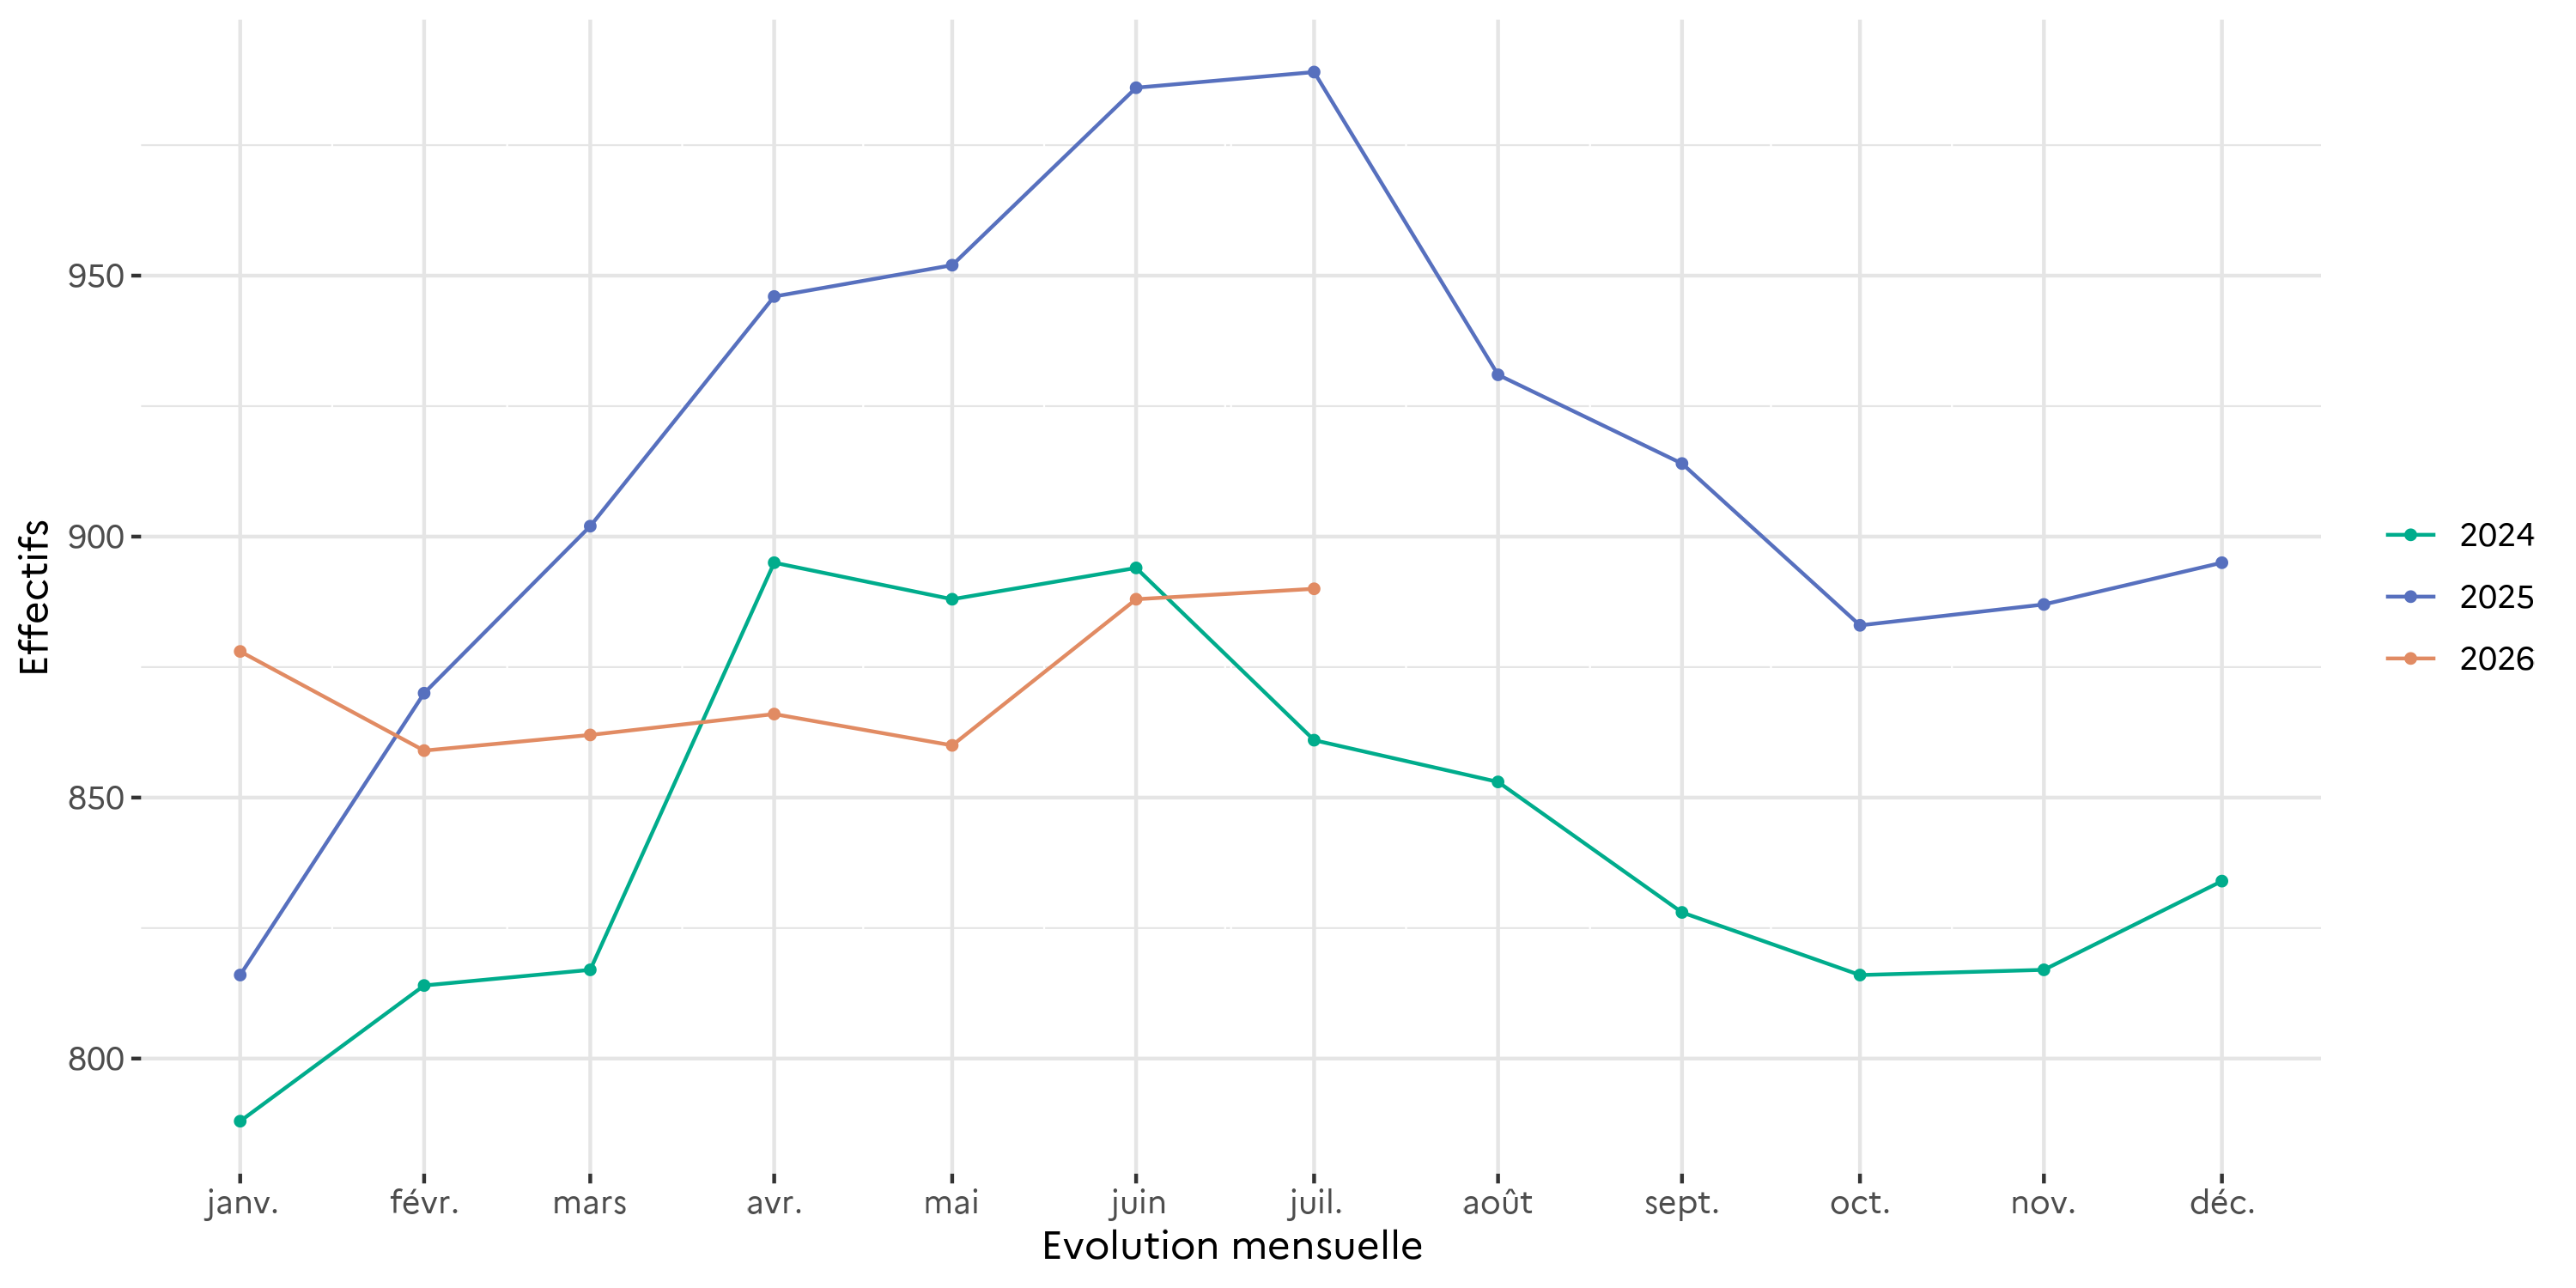 Effectifs
950
900
850
800
janv.
févr.
mars
avr.
mai
juin
juil.
août
sept.
oct.
nov.
déc.
Evolution mensuelle
2024
2025
2026